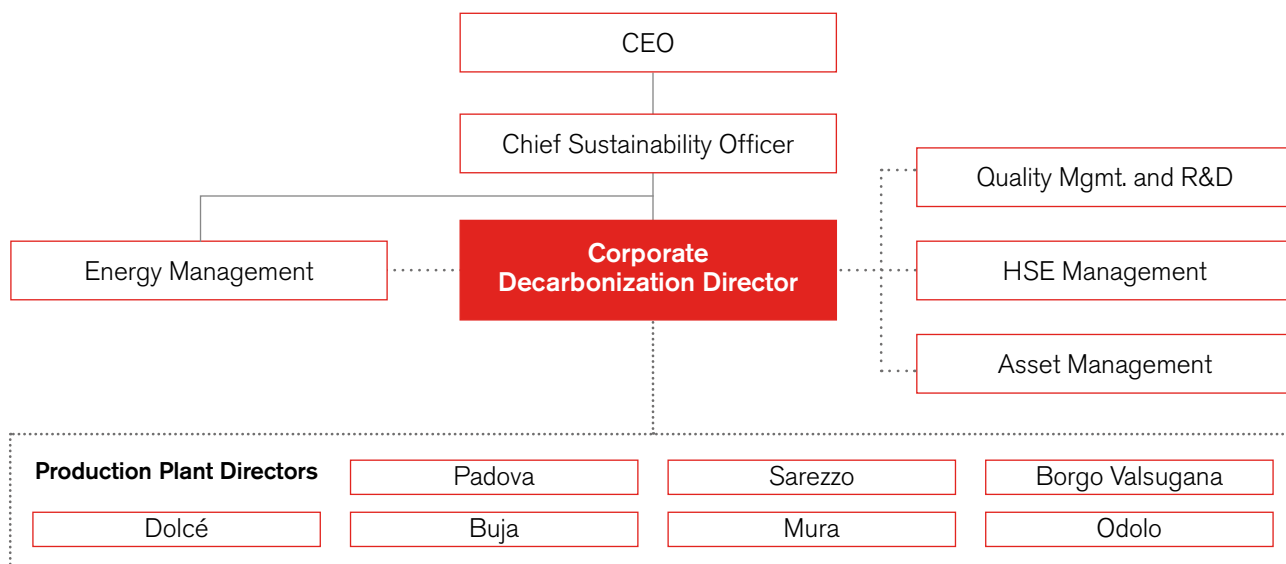 CEO
Chief Sustainability Officer
Quality Mgmt. and R&D
Energy Management
Corporate
Decarbonization Director
HSE Management
Asset Management
Production Plant Directors
Padova
Sarezzo
Borgo Valsugana
Dolcé
Buja
Mura
Odolo